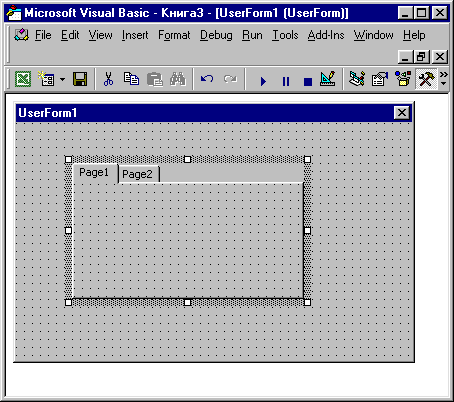 Microsoft Visual Basic - Книга3 - [UserForm1 (UserForm)]
File Edit View Insert Format Debug Run Tools Add-Ins Window Help
UserForm1
Page1 Page2